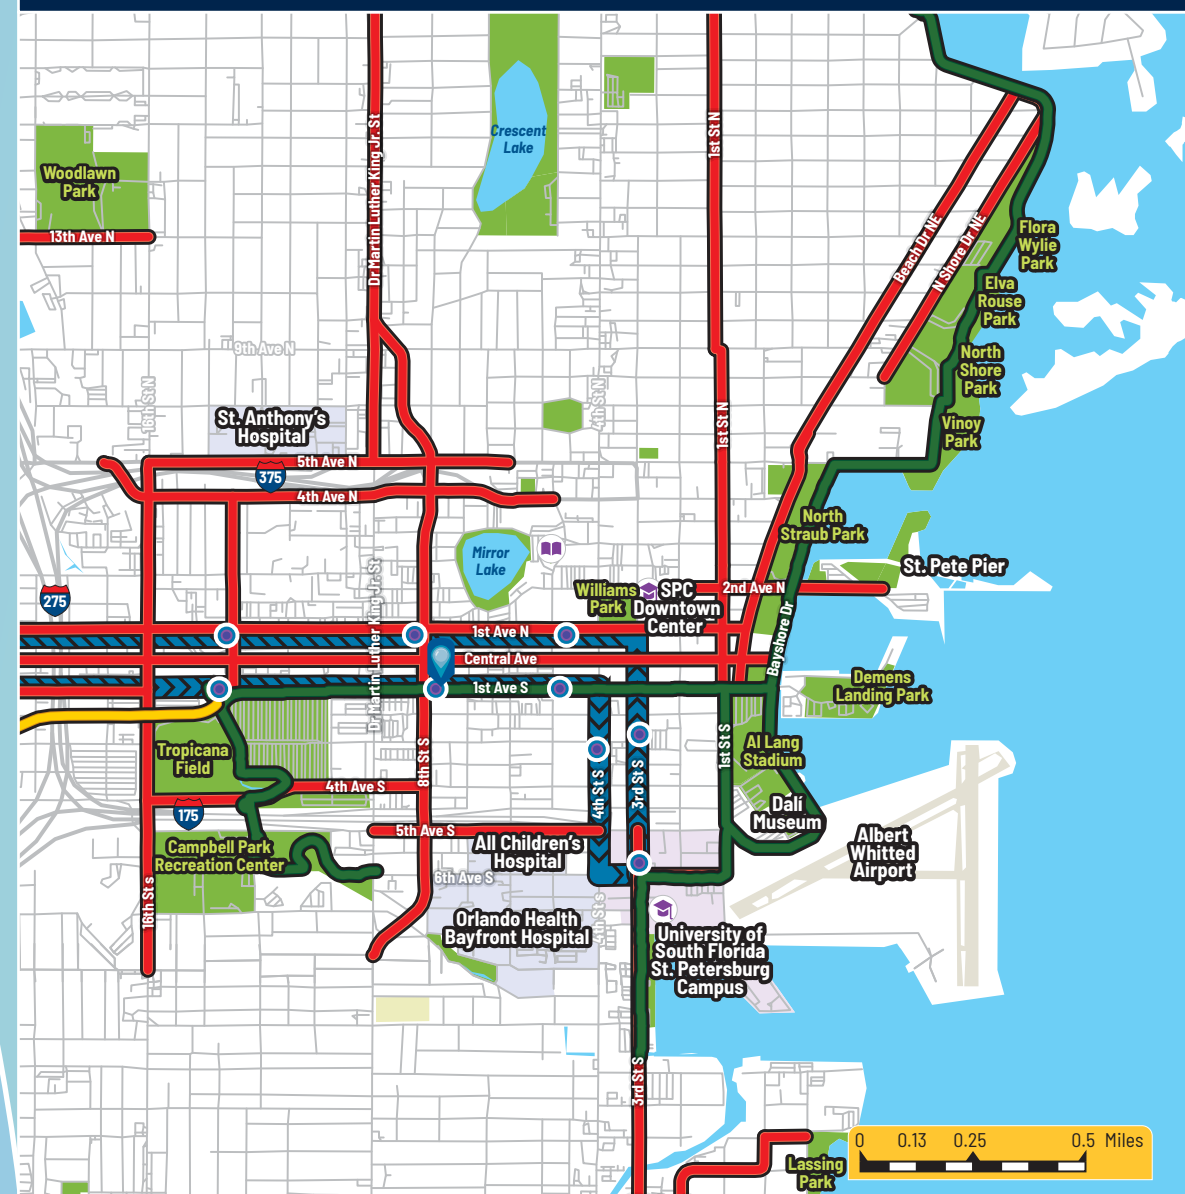 Crescent
Lake
Woodlawn
Park
13th Ave N
Dr Martin Luther King Jr. St
1st St N
Beach Dr NE
N Shore Dr NE
Flora
Wylie
Park
Elva
Rouse
Park
North
Shore
Park
Vinoy
Park
9th Ave N
16th St N
4th St N
1st St N
St. Anthony's
Hospital
5th Ave N
375
4th Ave N
North
Straub Park
Mirror
Lake
St. Pete Pier
275
Williams
Park
SPC
Downtown
Center
2nd Ave N
Dr Martin Luther King Jr. St
1st Ave N
Central Ave
1st Ave S
Bayshore Dr
Demens
Landing Park
Tropicana
Field
8th St S
4th St S
3rd St S
1st St S
Al Lang
Stadium
4th Ave S
175
5th Ave S
Dalí
Museum
Campbell Park
Recreation Center
All Children's
Hospital
Albert
Whitted
Airport
6th Ave S
16th St s
4th St s
Orlando Health
Bayfront Hospital
University of
South Florida
St. Petersburg
Campus
3rd St S
0 0.13 0.25 0.5 Miles
Lassing
Park